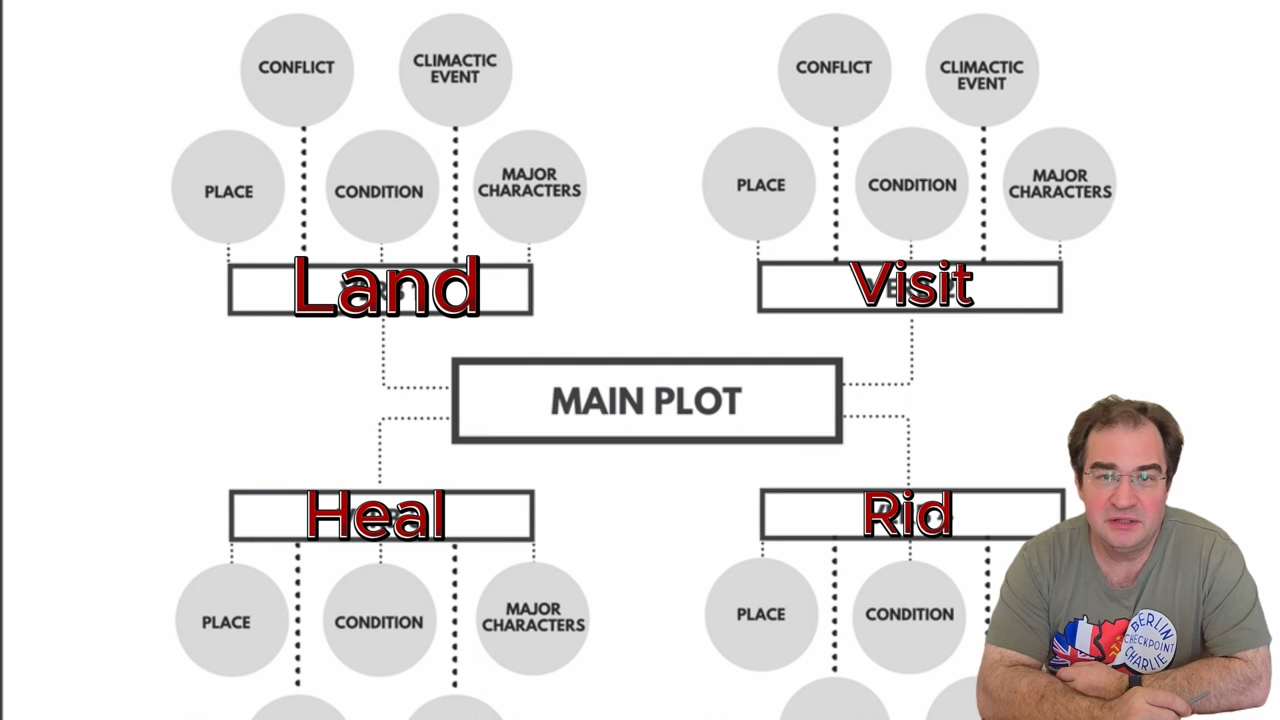 CONFLICT
CLIMACTIC
EVENT
PLACE
CONDITION
MAJOR
CHARACTERS
Land
CONFLICT
CLIMACTIC
EVENT
PLACE
CONDITION
MAJOR
CHARACTERS
Visit
MAIN PLOT
Heal
PLACE
CONDITION
MAJOR
CHARACTERS
Rid
PLACE
CONDITION
BERLIN
CHECKPOINT
CHARLIE